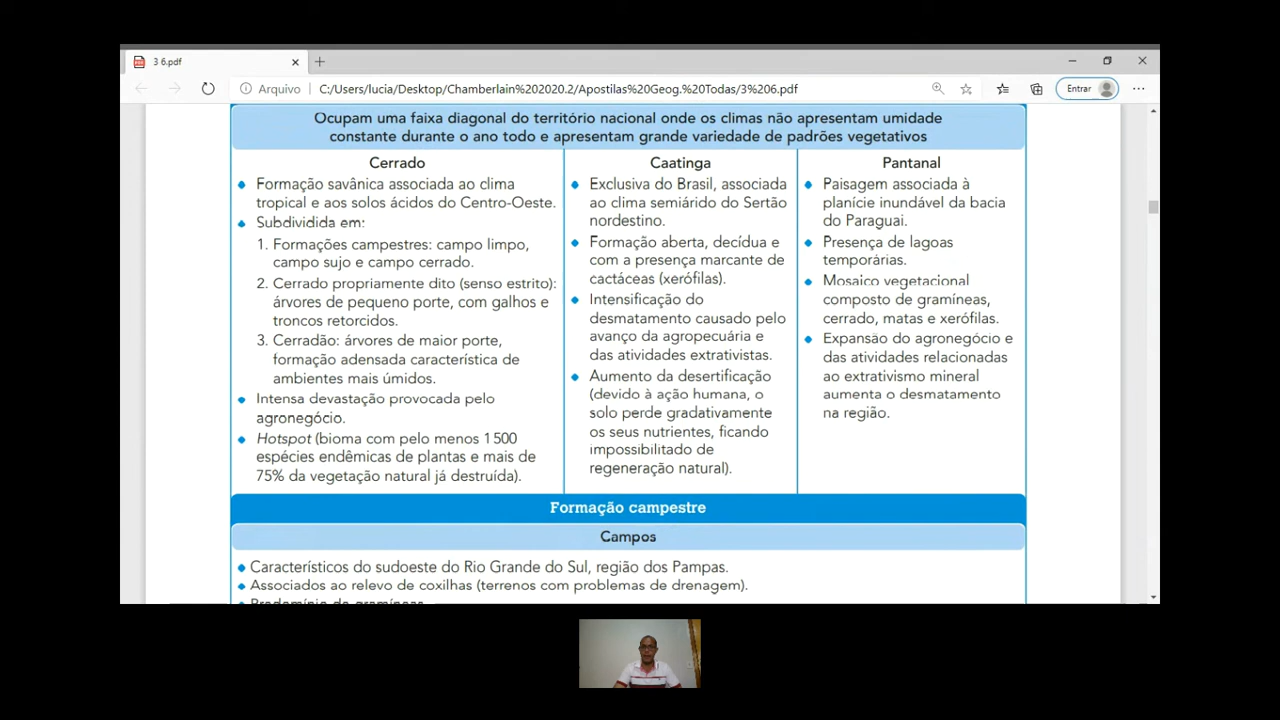 3 6.pdf
Arquivo
C:/Users/lucia/Desktop/Chamberlain%202020.2/Apostilas%20Geog.%20Todas/3%206.pdf
Entrar
Ocupam uma faixa diagonal do território nacional onde os climas não apresentam umidade
constante durante o ano todo e apresentam grande variedade de padrões vegetativos
Cerrado
Formação savânica associada ao clima
tropical e aos solos ácidos do Centro-Oeste.
Subdividida em:
1. Formações campestres: campo limpo,
campo sujo e campo cerrado.
2. Cerrado propriamente dito (senso estrito):
árvores de pequeno porte, com galhos e
troncos retorcidos.
3. Cerradão: árvores de maior porte,
formação adensada característica de
ambientes mais úmidos.
Intensa devastação provocada pelo
agronegócio.
Hotspot (bioma com pelo menos 1 500
espécies endêmicas de plantas e mais de
75% da vegetação natural já destruída).
Caatinga
Exclusiva do Brasil, associada
ao clima semiárido do Sertão
nordestino.
Formação aberta, decídua e
com a presença marcante de
cactáceas (xerófilas).
Intensificação do
desmatamento causado pelo
avanço da agropecuária e
das atividades extrativistas.
Aumento da desertificação
(devido à ação humana, o
solo perde gradativamente
os seus nutrientes, ficando
impossibilitado de
regeneração natural).
Pantanal
Paisagem associada à
planície inundável da bacia
do Paraguai.
Presença de lagoas
temporárias.
Mosaico vegetacional
composto de gramíneas,
cerrado, matas e xerófilas.
Expansão do agronegócio e
das atividades relacionadas
ao extrativismo mineral
aumenta o desmatamento
na região.
Formação campestre
Campos
Característicos do sudoeste do Rio Grande do Sul, região dos Pampas.
Associados ao relevo de coxilhas (terrenos com problemas de drenagem).
Predomínio de gramíneas